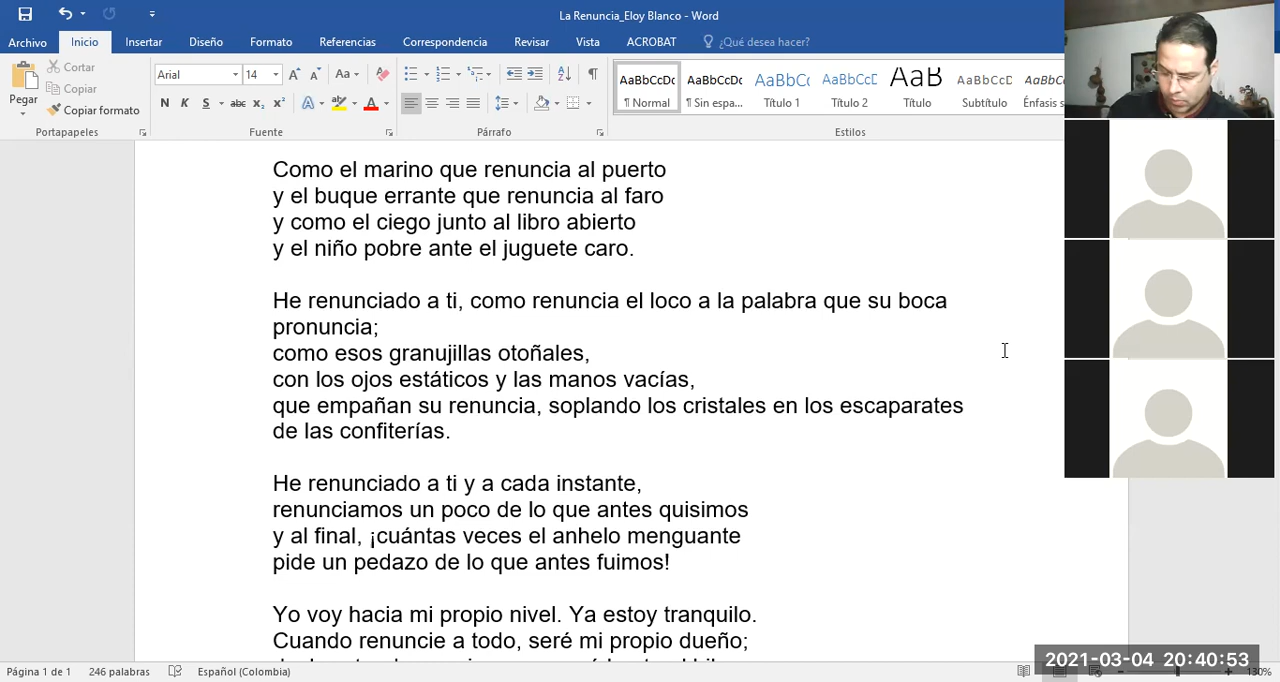 La Renuncia_Eloy Blanco - Word
Archivo Inicio Insertar Diseño Formato Referencias Correspondencia Revisar Vista ACROBAT ¿Qué desea hacer?
Pegar
Cortar
Copiar
Copiar formato
Portapapeles
Arial 14
N K S abc x₂ x²
Fuente
Párrafo
AaBbCcDc AaBbCcDc AaBbCc AaBbCcD AaB AaBbCcD AaBbCcD
¶ Normal ¶ Sin espa... Título 1 Título 2 Título Subtítulo Énfasis s
Estilos
Como el marino que renuncia al puerto
y el buque errante que renuncia al faro
y como el ciego junto al libro abierto
y el niño pobre ante el juguete caro.
He renunciado a ti, como renuncia el loco a la palabra que su boca
pronuncia;
como esos granujillas otoñales,
con los ojos estáticos y las manos vacías,
que empañan su renuncia, soplando los cristales en los escaparates
de las confiterías.
He renunciado a ti y a cada instante,
renunciamos un poco de lo que antes quisimos
y al final, ¡cuántas veces el anhelo menguante
pide un pedazo de lo que antes fuimos!
Yo voy hacia mi propio nivel. Ya estoy tranquilo.
Cuando renuncie a todo, seré mi propio dueño;
Página 1 de 1 246 palabras Español (Colombia) 130%
2021-03-04 20:40:53